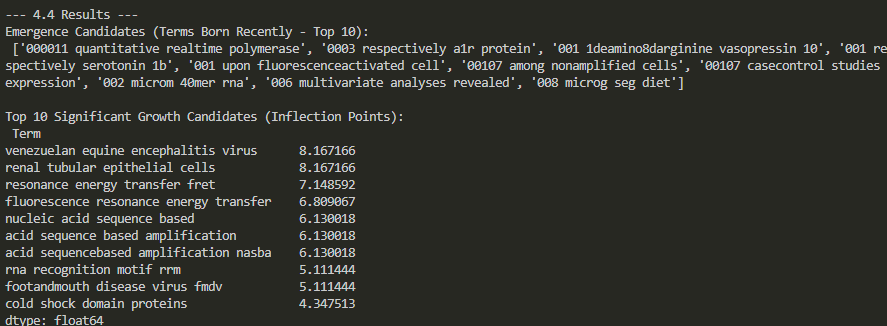 --- 4.4 Results ---
Emergence Candidates (Terms Born Recently - Top 10):
['000011 quantitative realtime polymerase', '0003 respectively a1r protein', '001 1deamino8darginine vasopressin 10', '001 re
spectively serotonin 1b', '001 upon fluorescenceactivated cell', '00107 among nonamplified cells', '00107 casecontrol studies
expression', '002 microm 40mer rna', '006 multivariate analyses revealed', '008 microg seg diet']
Top 10 Significant Growth Candidates (Inflection Points):
Term
venezuelan equine encephalitis virus 8.167166
renal tubular epithelial cells 8.167166
resonance energy transfer fret 7.148592
fluorescence resonance energy transfer 6.809067
nucleic acid sequence based 6.130018
acid sequence based amplification 6.130018
acid sequencebased amplification nasba 6.130018
rna recognition motif rrm 5.111444
footandmouth disease virus fmdv 5.111444
cold shock domain proteins 4.347513
dtype: float64